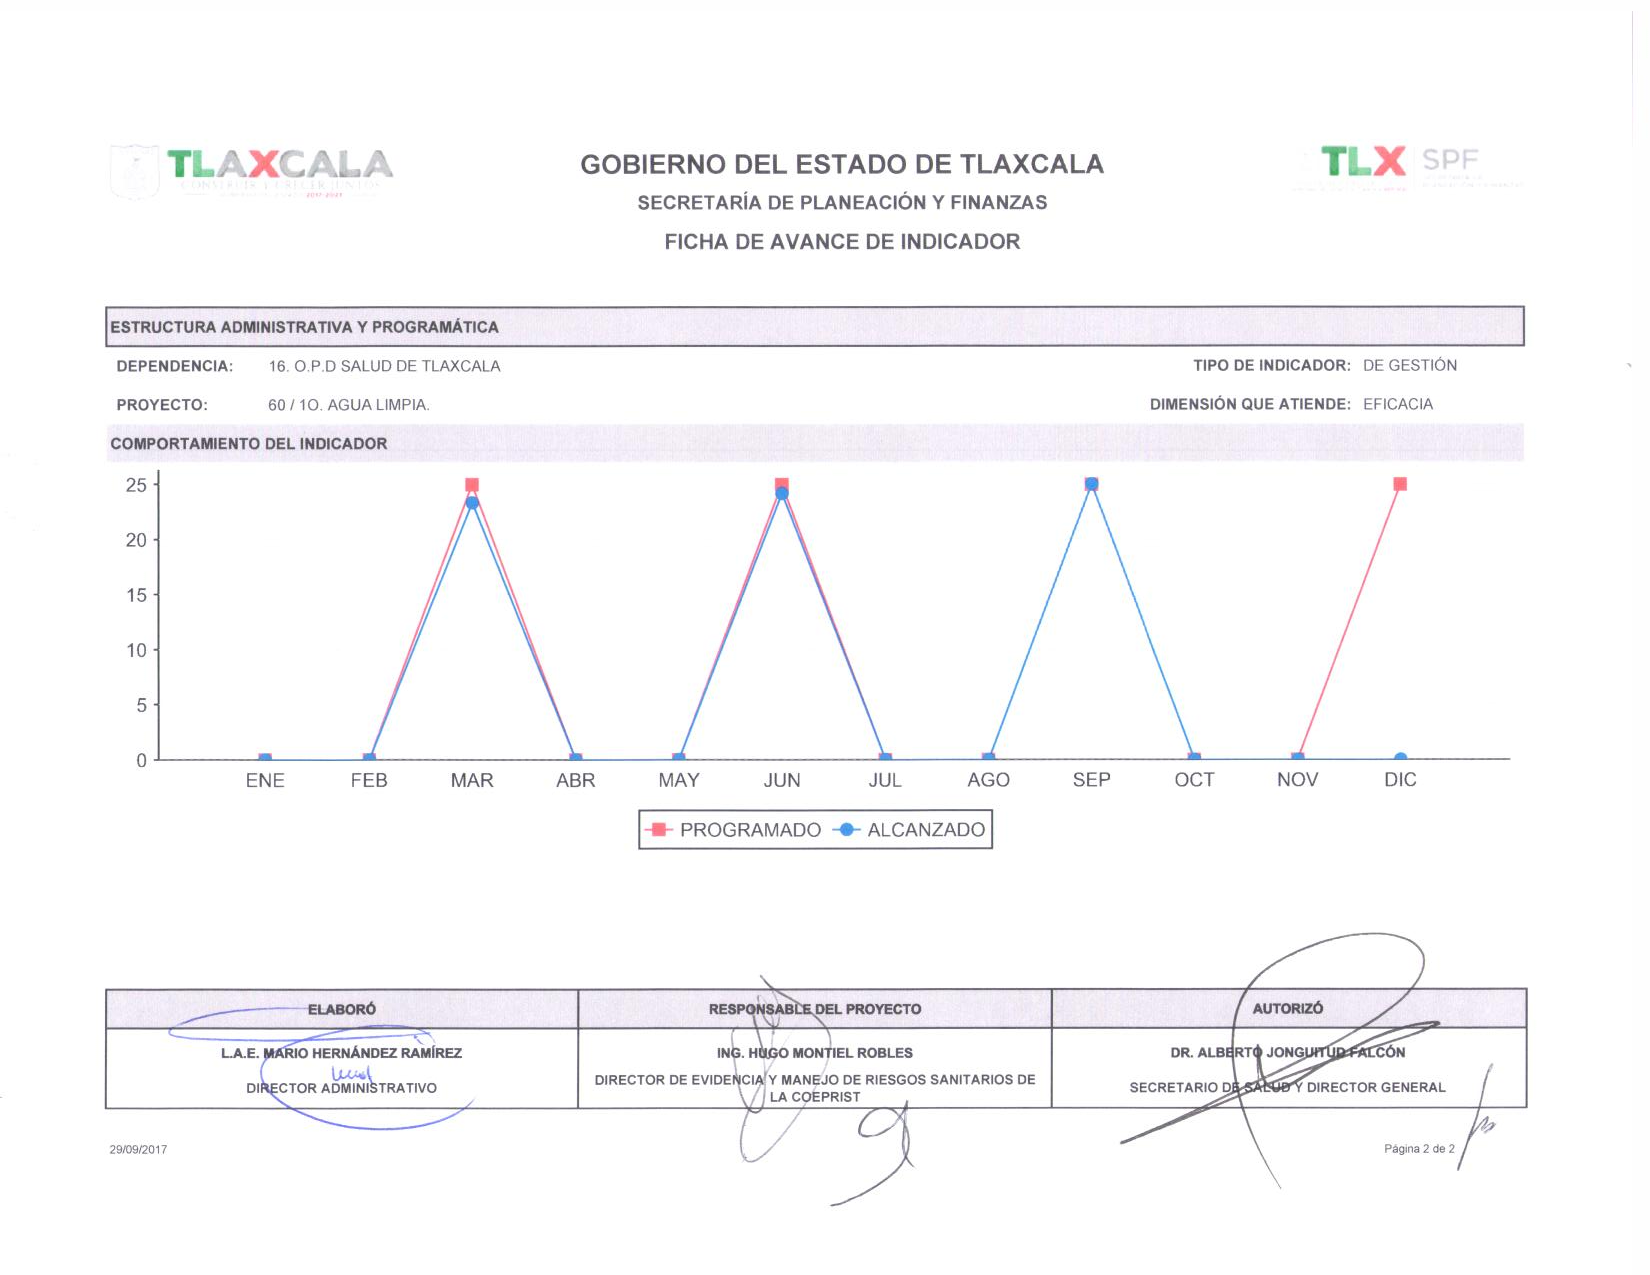 TLAXCALA
CONSTRUIR Y CRECER JUNTOS
2017-2021
GOBIERNO DEL ESTADO DE TLAXCALA
SECRETARÍA DE PLANEACIÓN Y FINANZAS
FICHA DE AVANCE DE INDICADOR
TLX SPF
ESTRUCTURA ADMINISTRATIVA Y PROGRAMÁTICA
DEPENDENCIA: 16. O.P.D SALUD DE TLAXCALA TIPO DE INDICADOR: DE GESTIÓN
PROYECTO: 60 / 1O. AGUA LIMPIA. DIMENSIÓN QUE ATIENDE: EFICACIA
COMPORTAMIENTO DEL INDICADOR
25
20
15
10
5
0
ENE FEB MAR ABR MAY JUN JUL AGO SEP OCT NOV DIC
PROGRAMADO ALCANZADO
ELABORÓ RESPONSABLE DEL PROYECTO AUTORIZÓ
L.A.E. MARIO HERNÁNDEZ RAMÍREZ ING. HUGO MONTIEL ROBLES DR. ALBERTO JONGUITUD FALCÓN
DIRECTOR ADMINISTRATIVO DIRECTOR DE EVIDENCIA Y MANEJO DE RIESGOS SANITARIOS DE SECRETARIO DE SALUD Y DIRECTOR GENERAL
LA COEPRIST
29/09/2017 Página 2 de 2